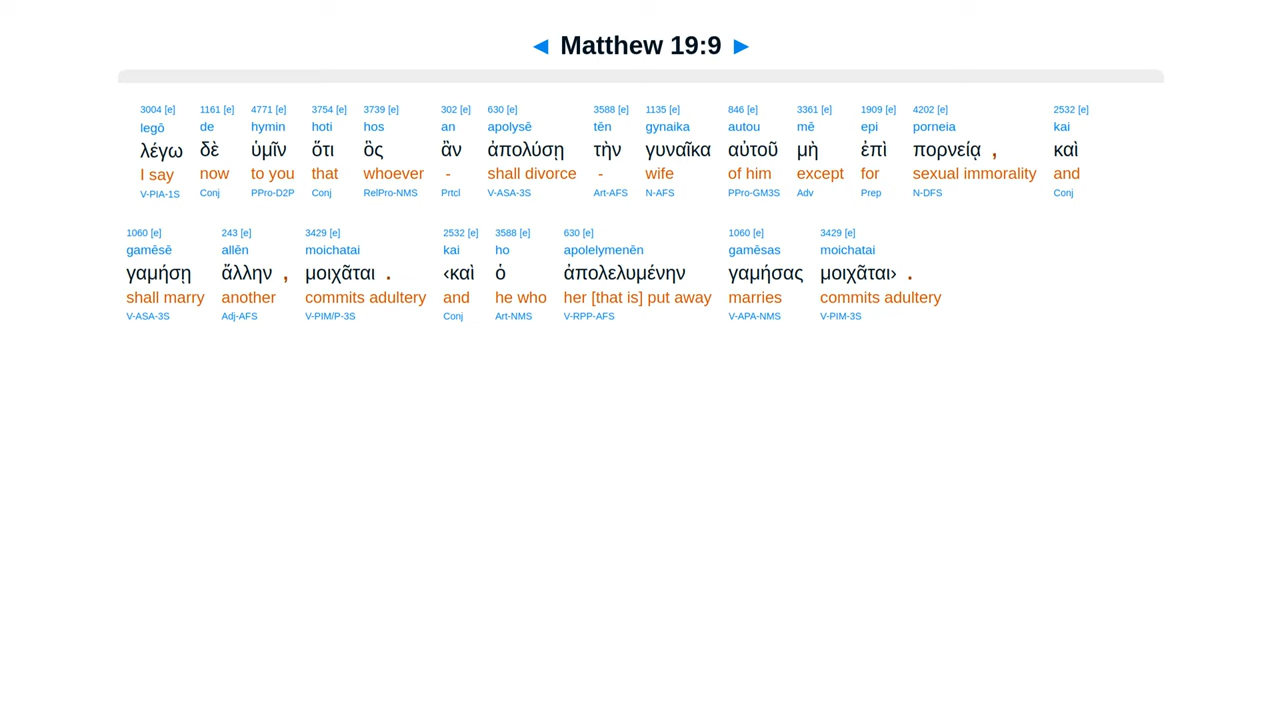 ◄ Matthew 19:9 ►
3004 [e] 1161 [e] 4771 [e] 3754 [e] 3739 [e] 302 [e] 630 [e] 3588 [e] 1135 [e] 846 [e] 3361 [e] 1909 [e] 4202 [e] 2532 [e]
legō de hymin hoti hos an apolysē tēn gynaika autou mē epi porneia kai
λέγω δὲ ὑμῖν ὅτι ὃς ἂν ἀπολύσῃ τὴν γυναῖκα αὐτοῦ μὴ ἐπὶ πορνείᾳ , καὶ
I say now to you that whoever - shall divorce - wife of him except for sexual immorality and
V-PIA-1S Conj PPro-D2P Conj RelPro-NMS Prtcl V-ASA-3S Art-AFS N-AFS PPro-GM3S Adv Prep N-DFS Conj
1060 [e] 243 [e] 3429 [e] 2532 [e] 3588 [e] 630 [e] 1060 [e] 3429 [e]
gamēsē allēn moichatai kai ho apolelymenēn gamēsas moichatai
γαμήσῃ ἄλλην , μοιχᾶται . ‹καὶ ὁ ἀπολελυμένην γαμήσας μοιχᾶται› .
shall marry another commits adultery and he who her [that is] put away marries commits adultery
V-ASA-3S Adj-AFS V-PIM/P-3S Conj Art-NMS V-RPP-AFS V-APA-NMS V-PIM-3S